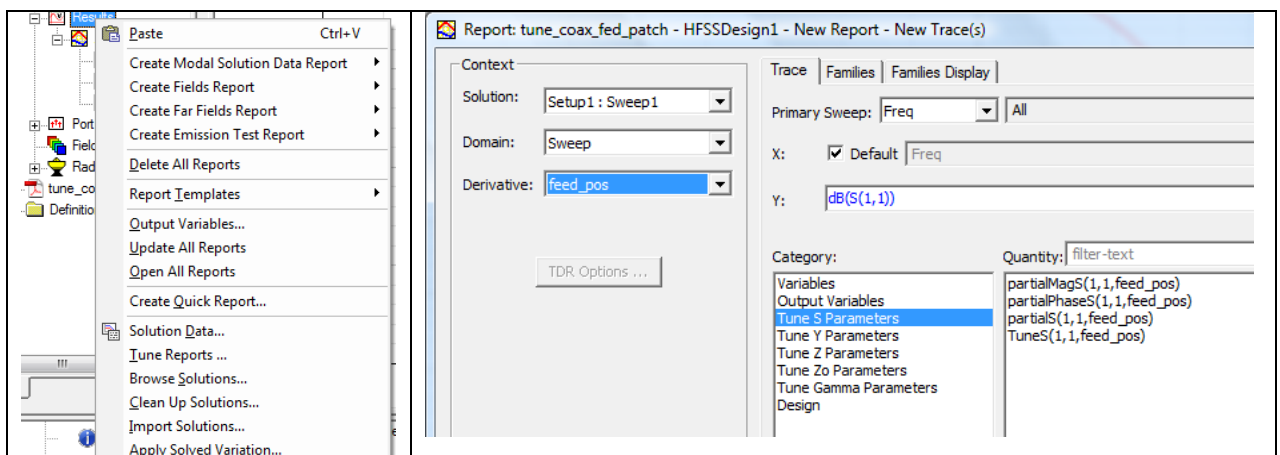 Results
Paste Ctrl+V
Create Modal Solution Data Report
Create Fields Report
Create Far Fields Report
Create Emission Test Report
Delete All Reports
Report Templates
Output Variables...
Update All Reports
Open All Reports
Create Quick Report...
Solution Data...
Tune Reports ...
Browse Solutions...
Clean Up Solutions...
Import Solutions...
Apply Solved Variation...
Port
Field
Rad
tune_co
Definitio
Report: tune_coax_fed_patch - HFSSDesign1 - New Report - New Trace(s)
Context
Solution: Setup1 : Sweep1
Domain: Sweep
Derivative: feed_pos
TDR Options ...
Trace Families Families Display
Primary Sweep: Freq All
X: Default Freq
Y: dB(S(1,1))
Category:
Variables
Output Variables
Tune S Parameters
Tune Y Parameters
Tune Z Parameters
Tune Zo Parameters
Tune Gamma Parameters
Design
Quantity: filter-text
partialMagS(1,1,feed_pos)
partialPhaseS(1,1,feed_pos)
partialS(1,1,feed_pos)
TuneS(1,1,feed_pos)